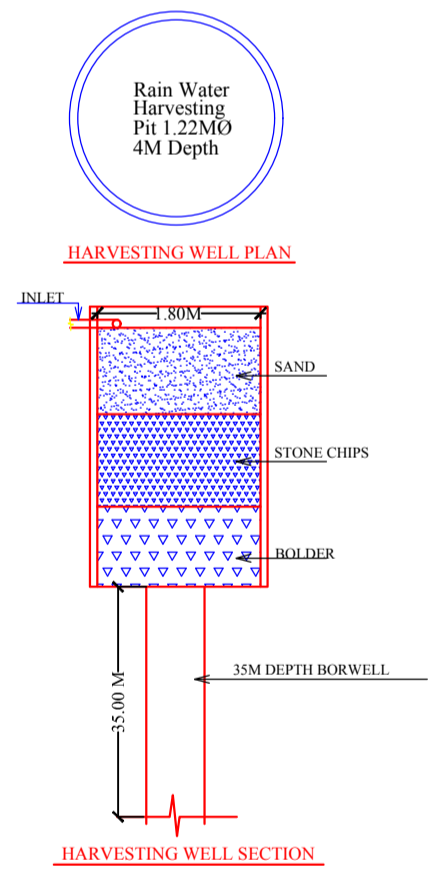 Rain Water
Harvesting
Pit 1.22MØ
4M Depth
HARVESTING WELL PLAN
INLET
1.80M
SAND
STONE CHIPS
BOLDER
35M DEPTH BORWELL
35.00 M
HARVESTING WELL SECTION